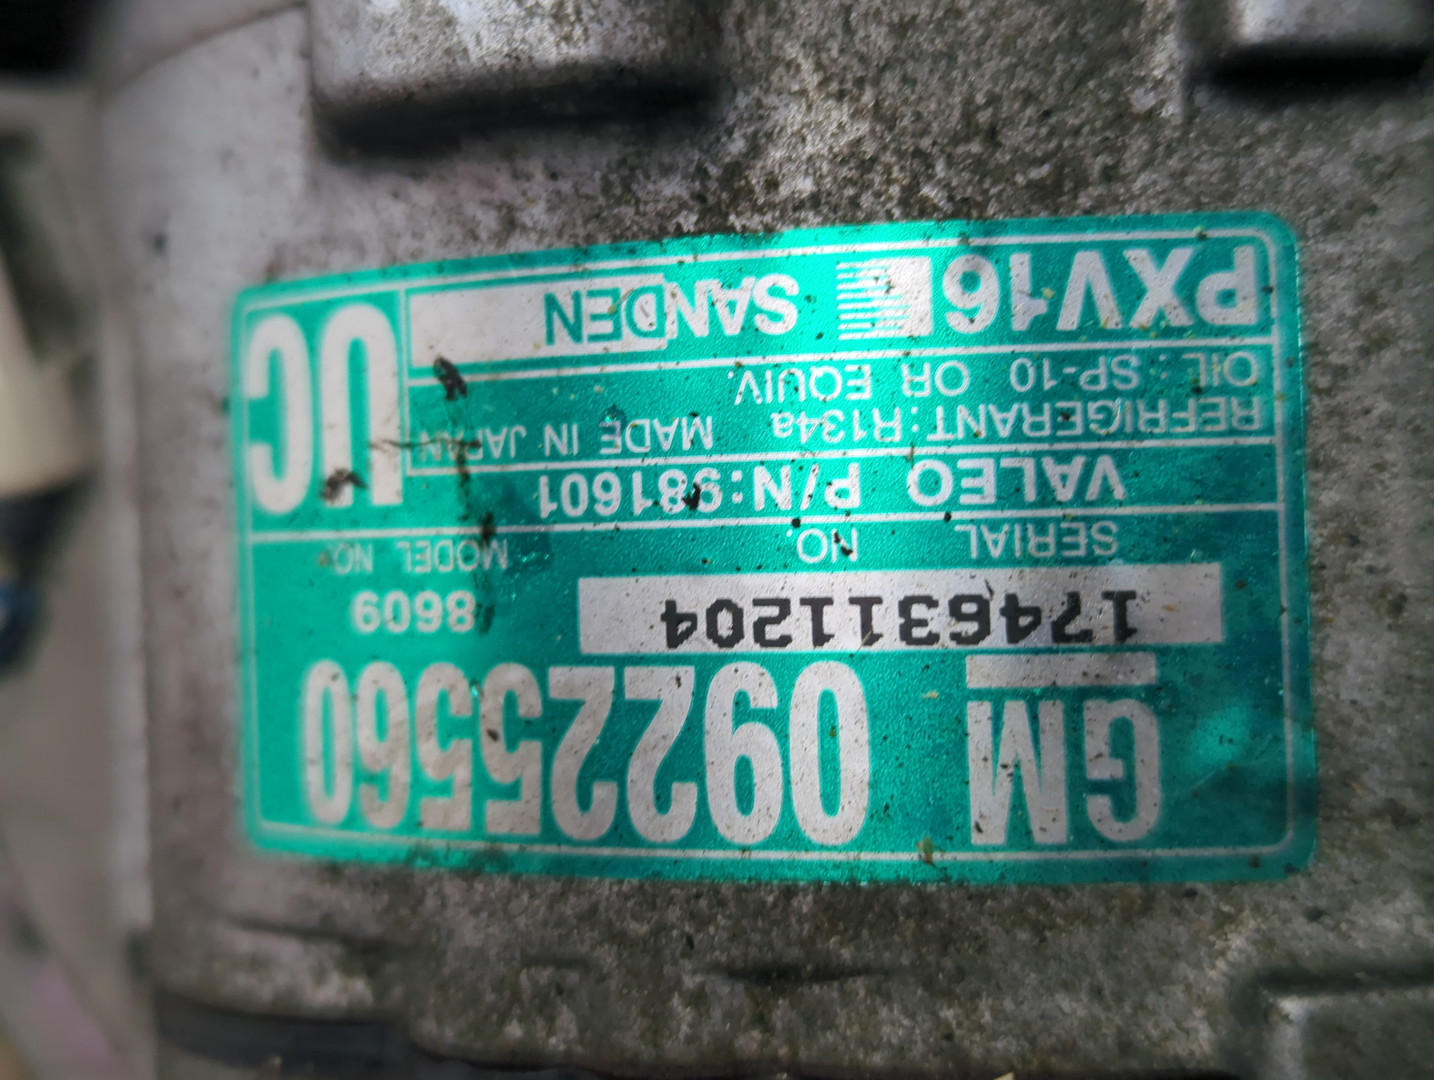 GM 09225560
1746311204 8609
SERIAL NO. MODEL NO.
VALEO P/N:981601
REFRIGERANT:R134a MADE IN JAPAN
OIL : SP-10 OR EQUIV.
PXV16 SANDEN
UC